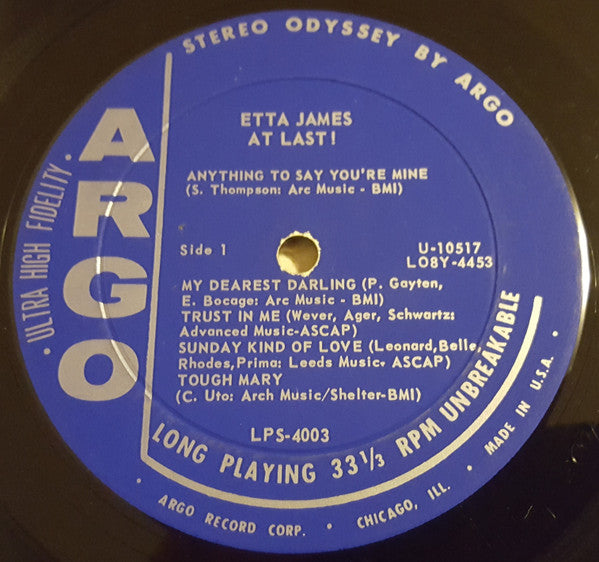 STEREO ODYSSEY BY ARGO
· ULTRA HIGH FIDELITY ·
ARGO
ETTA JAMES
AT LAST!
ANYTHING TO SAY YOU'RE MINE
(S. Thompson: Arc Music - BMI)
Side 1
U-10517
LO8Y-4453
MY DEAREST DARLING (P. Gayten,
E. Bocage: Arc Music - BMI)
TRUST IN ME (Wever, Ager, Schwartz:
Advanced Music-ASCAP)
SUNDAY KIND OF LOVE (Leonard, Belle,
Rhodes, Prima: Leeds Music- ASCAP)
TOUGH MARY
(C. Uto: Arch Music/Shelter-BMI)
LPS-4003
LONG PLAYING 33 1/3 RPM UNBREAKABLE
· ARGO RECORD CORP. · CHICAGO, ILL. · MADE IN U.S.A. ·